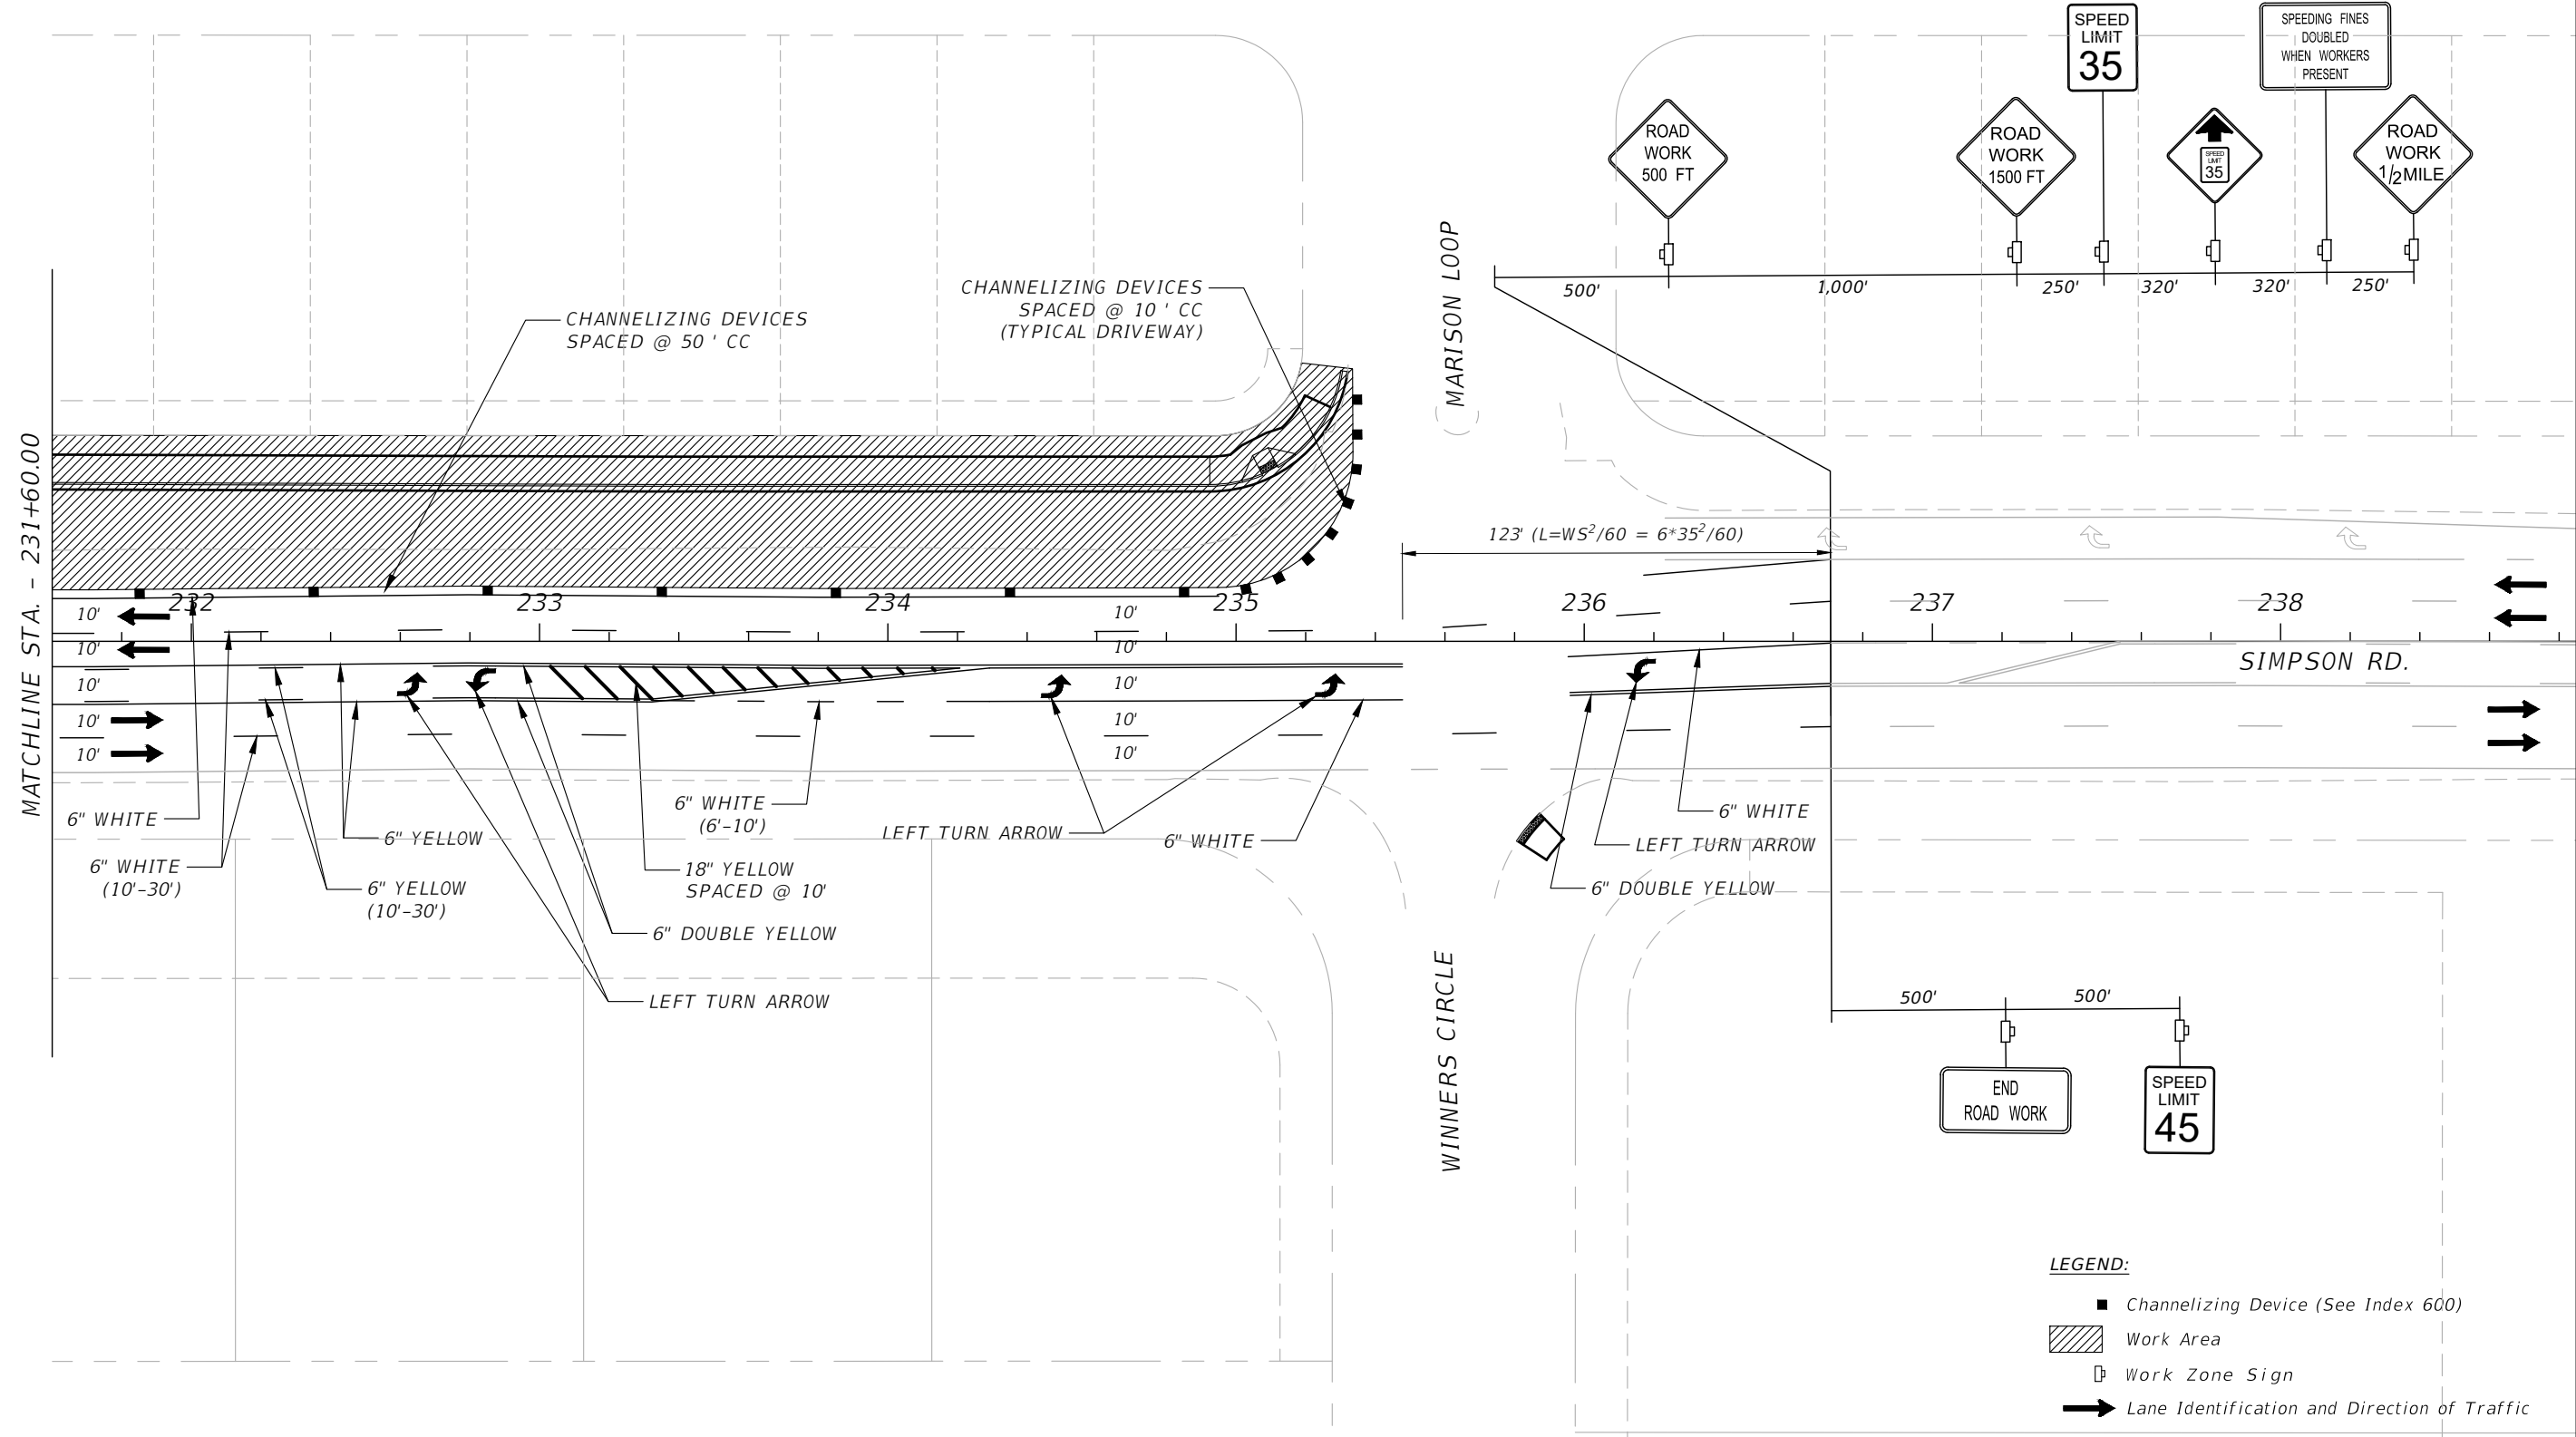 SPEED
LIMIT
35
SPEEDING FINES
DOUBLED
WHEN WORKERS
PRESENT
ROAD
WORK
500 FT
ROAD
WORK
1500 FT
SPEED
LIMIT
35
ROAD
WORK
1/2 MILE
500'
1,000'
250'
320'
320'
250'
MARISON LOOP
CHANNELIZING DEVICES
SPACED @ 10 ' CC
(TYPICAL DRIVEWAY)
CHANNELIZING DEVICES
SPACED @ 50 ' CC
MATCHLINE STA. - 231+60.00
123' (L=WS²/60 = 6*35²/60)
232
233
234
235
236
237
238
10'
10'
10'
10'
10'
10'
10'
10'
10'
10'
SIMPSON RD.
6" WHITE
6" WHITE
(10'-30')
6" YELLOW
6" YELLOW
(10'-30')
6" WHITE
(6'-10')
18" YELLOW
SPACED @ 10'
6" DOUBLE YELLOW
LEFT TURN ARROW
LEFT TURN ARROW
6" WHITE
6" WHITE
LEFT TURN ARROW
6" DOUBLE YELLOW
WINNERS CIRCLE
500'
500'
END
ROAD WORK
SPEED
LIMIT
45
LEGEND:
Channelizing Device (See Index 600)
Work Area
Work Zone Sign
Lane Identification and Direction of Traffic